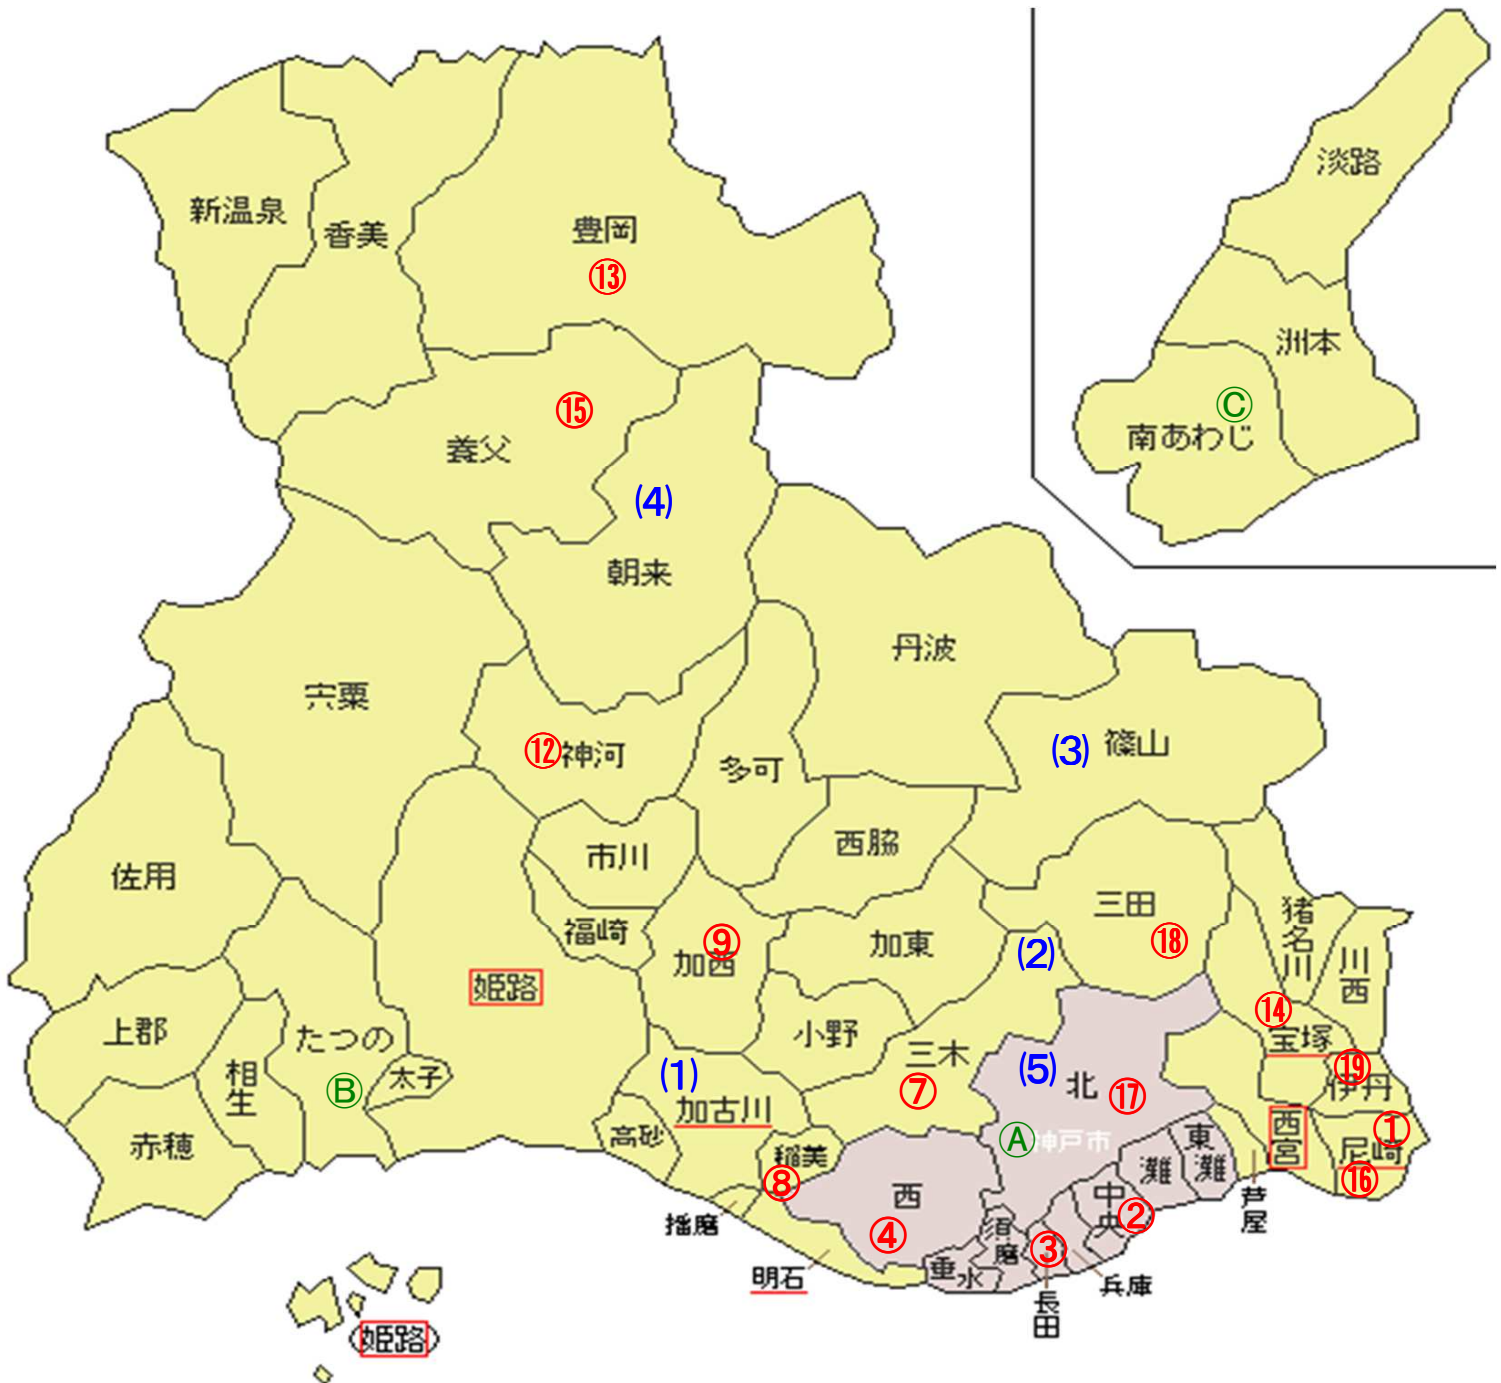 淡路
新温泉
香美
豊岡
⑬
洲本
Ⓒ
南あわじ
⑮
養父
⑷
朝来
丹波
宍粟
⑫神河
多可
⑶
篠山
市川
西脇
佐用
三田
⑱
福崎
⑨
加西
加東
⑵
猪名川
川西
姫路
上郡
たつの
小野
⑭
宝塚
三木
⑦
⑸
北
⑰
⑲
伊丹
相生
Ⓑ
太子
⑴
加古川
赤穂
高砂
稲美
⑧
Ⓐ
神戸市
西宮
①
尼崎
⑯
東灘
灘
西
④
中央
②
芦屋
播磨
須磨
③
垂水
明石
長田
兵庫
(姫路)